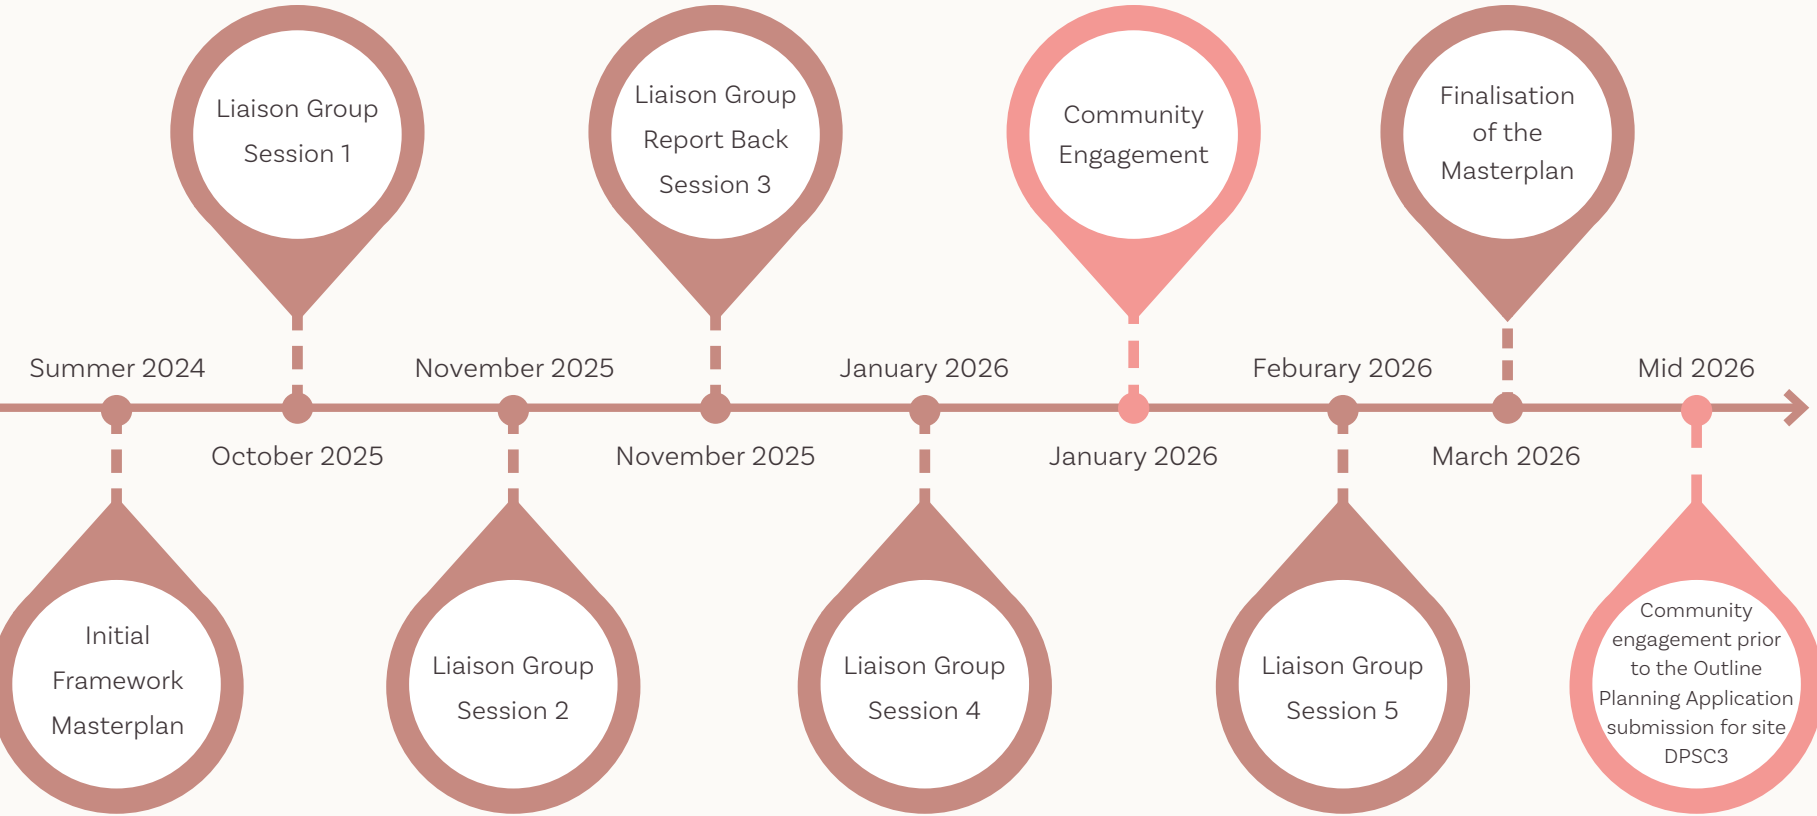 Liaison Group
Session 1
Liaison Group
Report Back
Session 3
Community
Engagement
Finalisation
of the
Masterplan
Summer 2024
November 2025
January 2026
Feburary 2026
Mid 2026
October 2025
November 2025
January 2026
March 2026
Initial
Framework
Masterplan
Liaison Group
Session 2
Liaison Group
Session 4
Liaison Group
Session 5
Community
engagement prior
to the Outline
Planning Application
submission for site
DPSC3